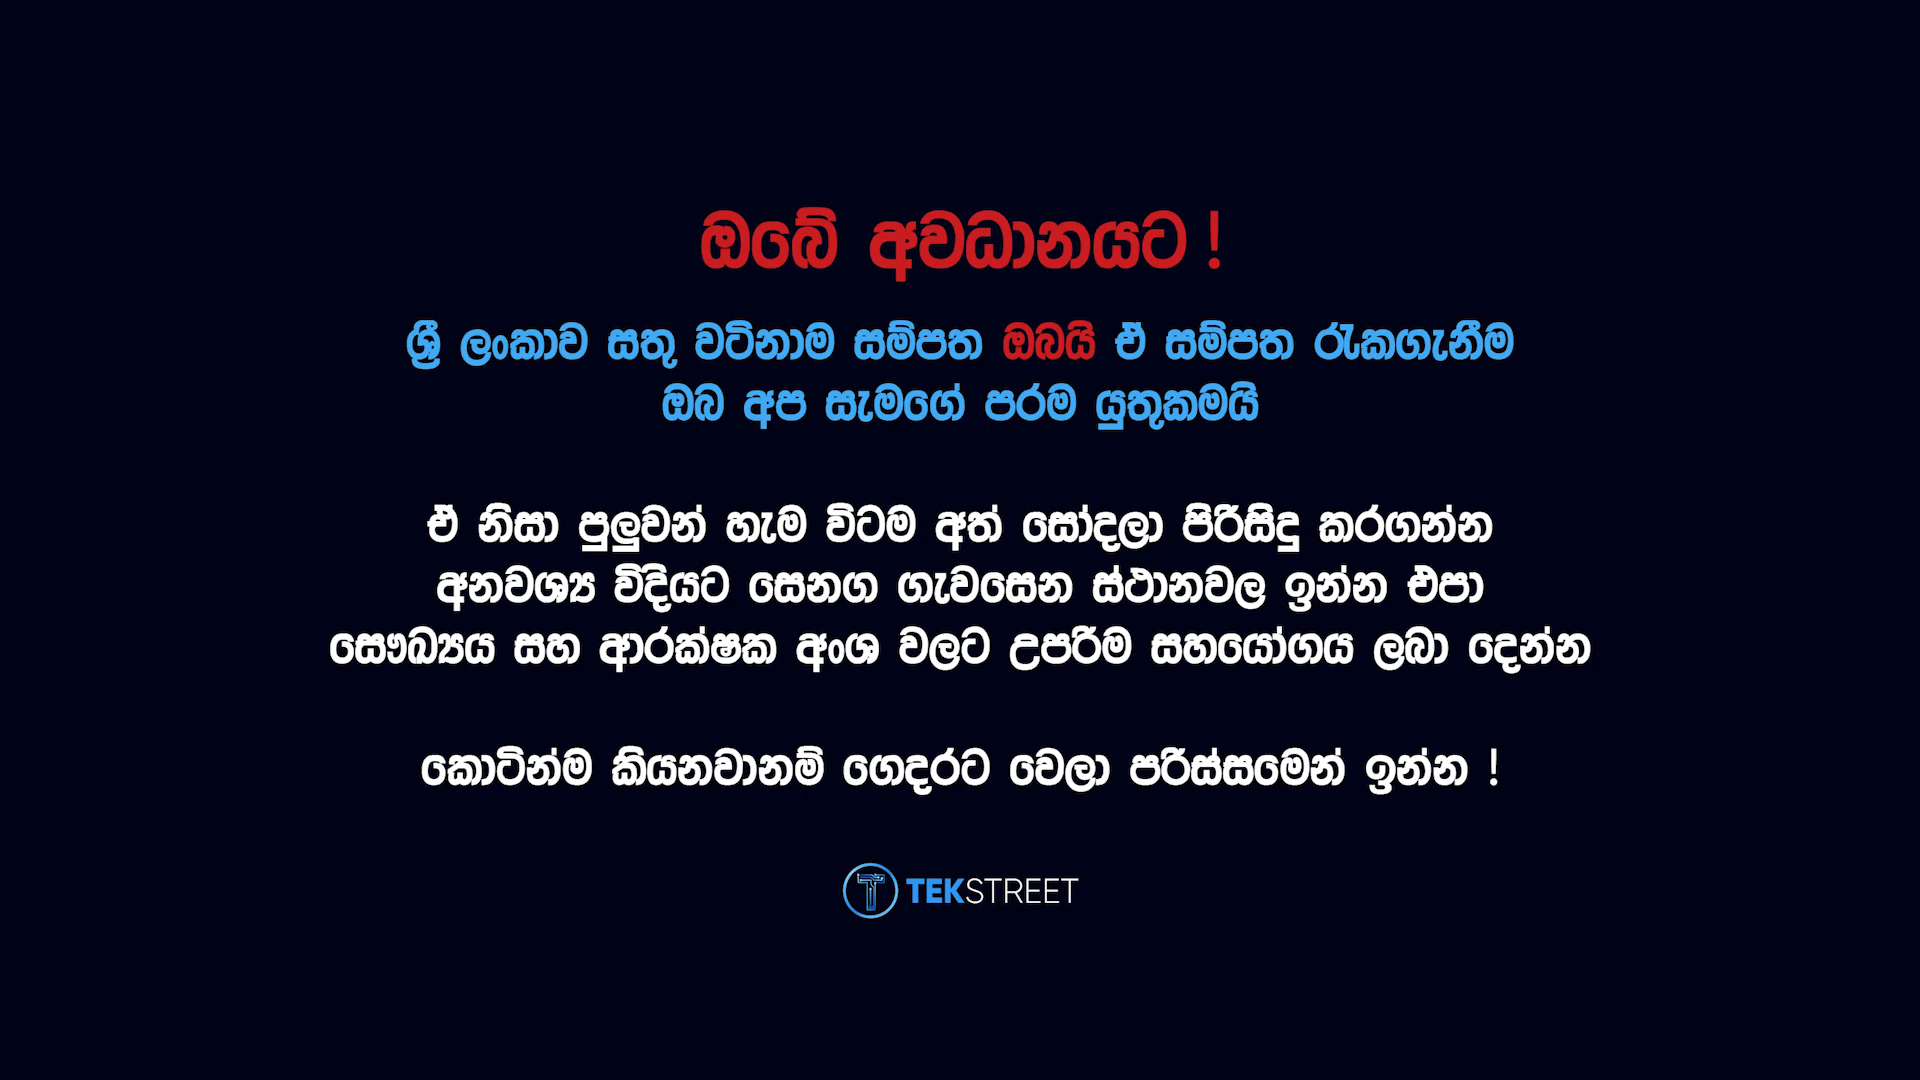 ඔබේ අවධානයට !
ශ්‍රී ලංකාව සතු වටිනාම සම්පත ඔබයි ඒ සම්පත රැකගැනීම
ඔබ අප සැමගේ පරම යුතුකමයි
ඒ නිසා පුලුවන් හැම විටම අත් සෝදලා පිරිසිදු කරගන්න
අනවශ්‍ය විදියට සෙනග ගැවසෙන ස්ථානවල ඉන්න එපා
සෞඛ්‍යය සහ ආරක්ෂක අංශ වලට උපරිම සහයෝගය ලබා දෙන්න
කොටින්ම කියනවානම් ගෙදරට වෙලා පරිස්සමෙන් ඉන්න !
TEKSTREET